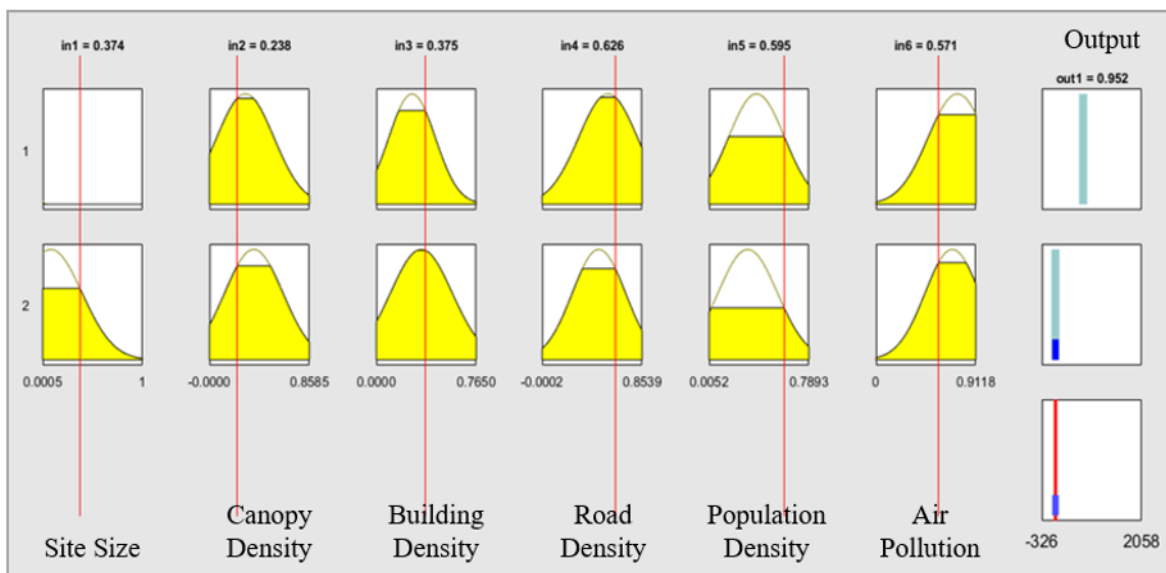 in1 = 0.374 in2 = 0.238 in3 = 0.375 in4 = 0.626 in5 = 0.595 in6 = 0.571 Output
out1 = 0.952
1
2
0.0005 1 -0.0000 0.8585 0.0000 0.7650 -0.0002 0.8539 0.0052 0.7893 0 0.9118
Site Size
Canopy
Density
Building
Density
Road
Density
Population
Density
Air
Pollution
-326 2058